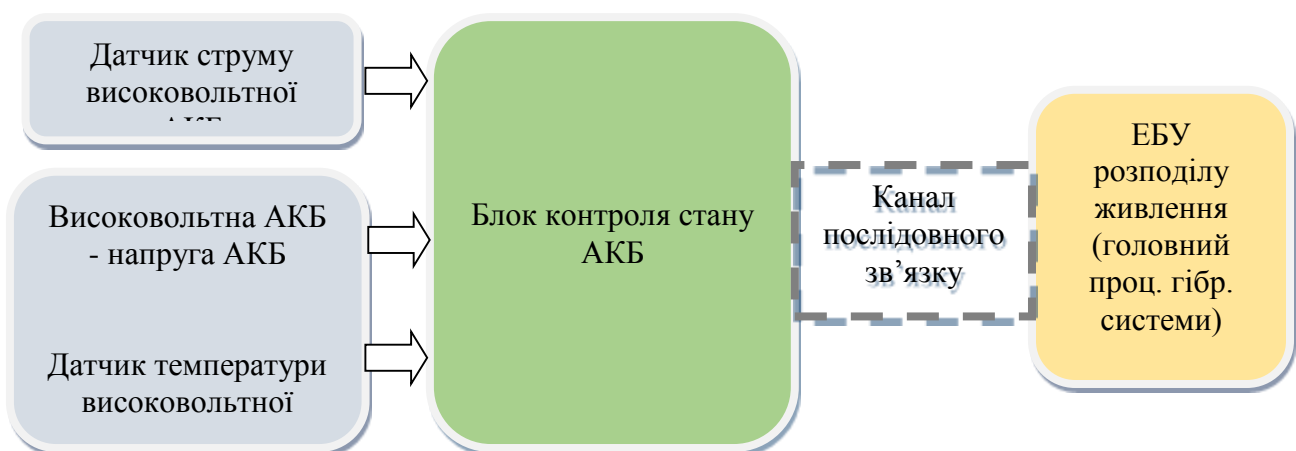 Датчик струму
високовольтної
Високовольтна АКБ
- напруга АКБ
Датчик температури
високовольтної
Блок контроля стану
АКБ
Канал
послідовного
зв’язку
ЕБУ
розподілу
живлення
(головний
проц. гібр.
системи)